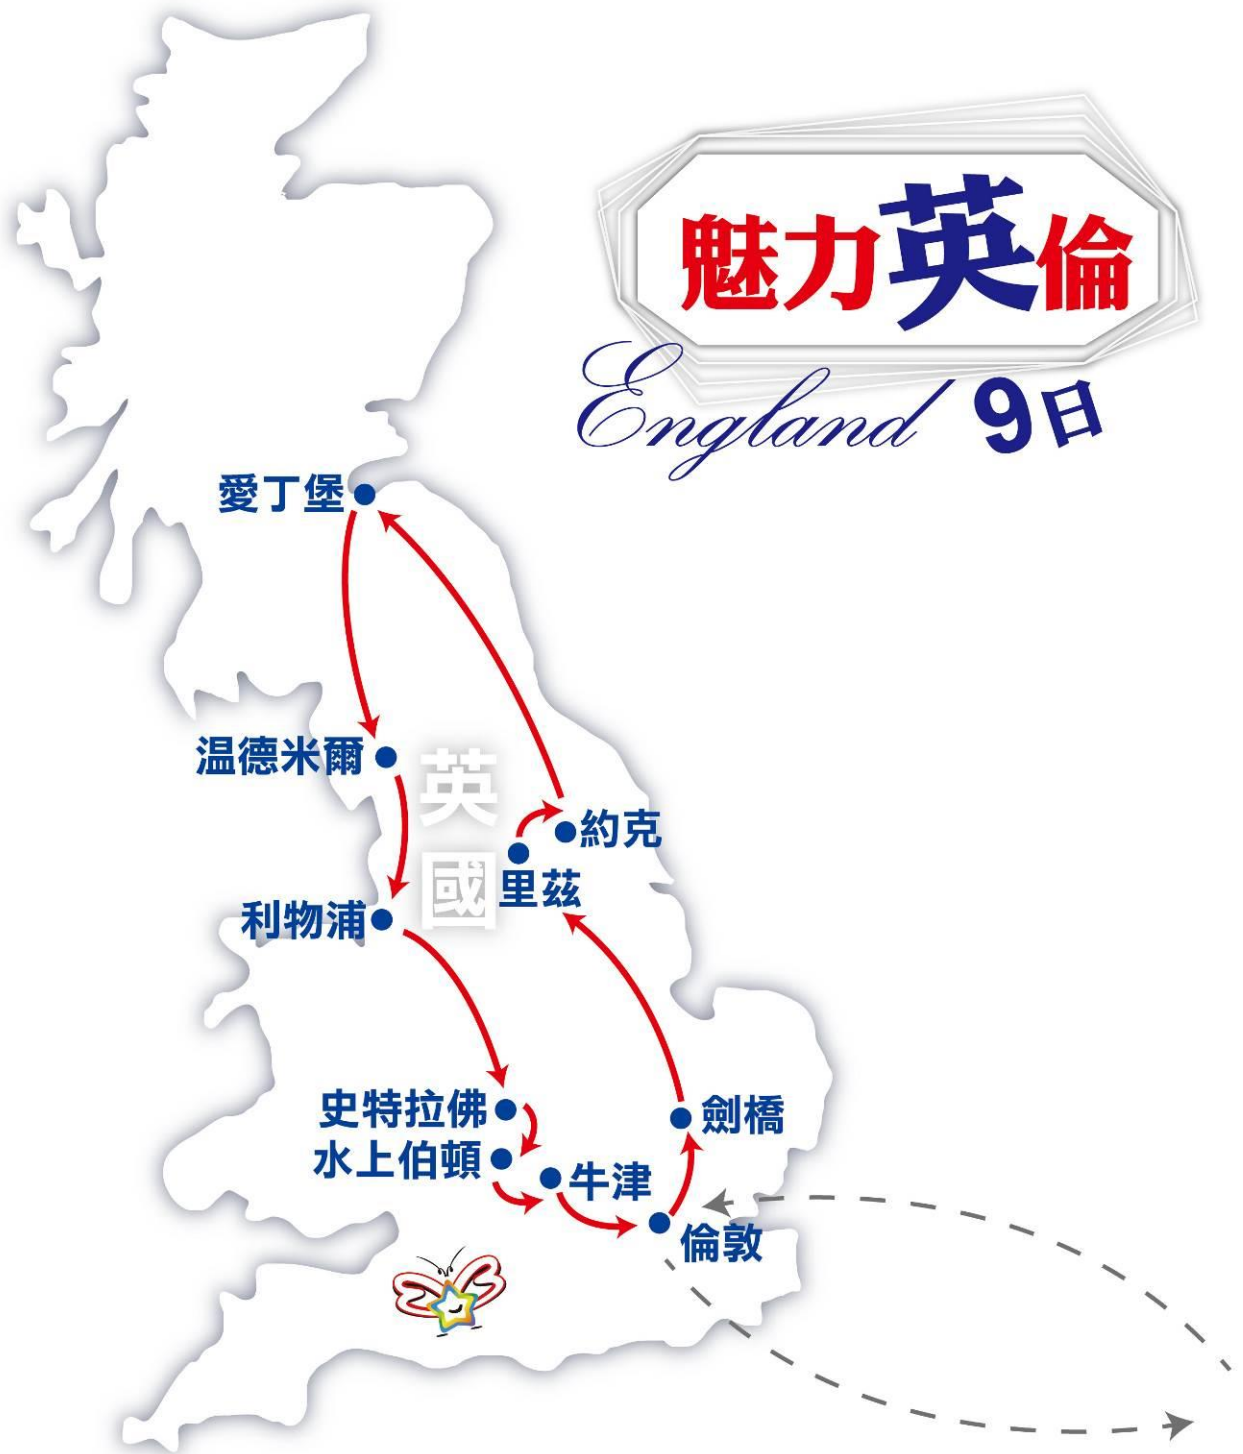 魅力英倫
England 9日
愛丁堡
温德米爾
英國
約克
里茲
利物浦
史特拉佛
劍橋
水上伯頓
牛津
倫敦